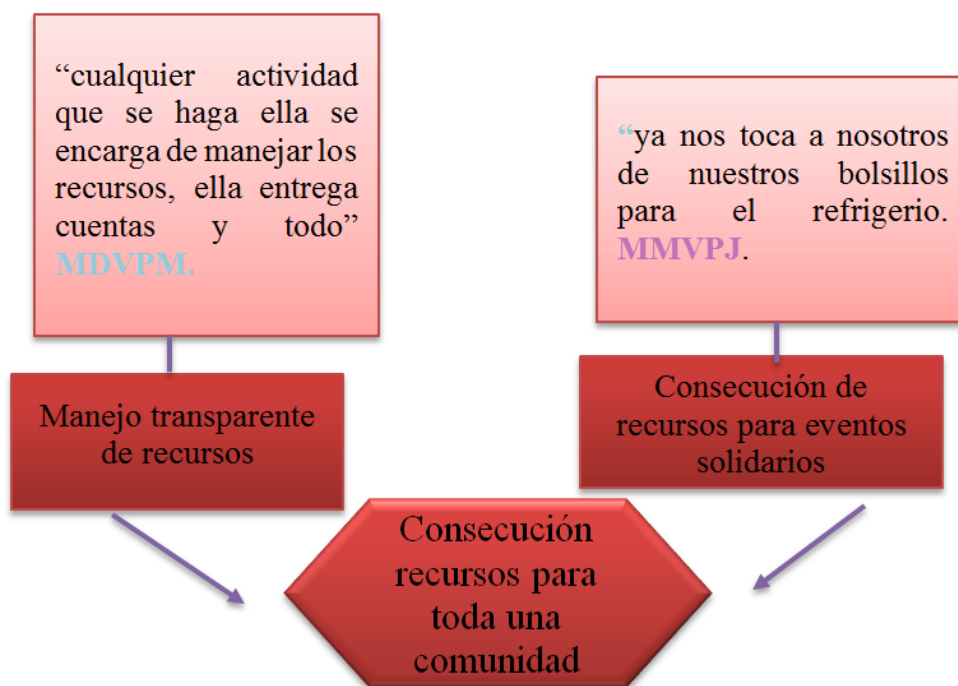 “cualquier actividad
que se haga ella se
encarga de manejar los
recursos, ella entrega
cuentas y todo”
MDVPM.
“ya nos toca a nosotros
de nuestros bolsillos
para el refrigerio.
MMVPJ.
Manejo transparente
de recursos
Consecución de
recursos para eventos
solidarios
Consecución
recursos para
toda una
comunidad